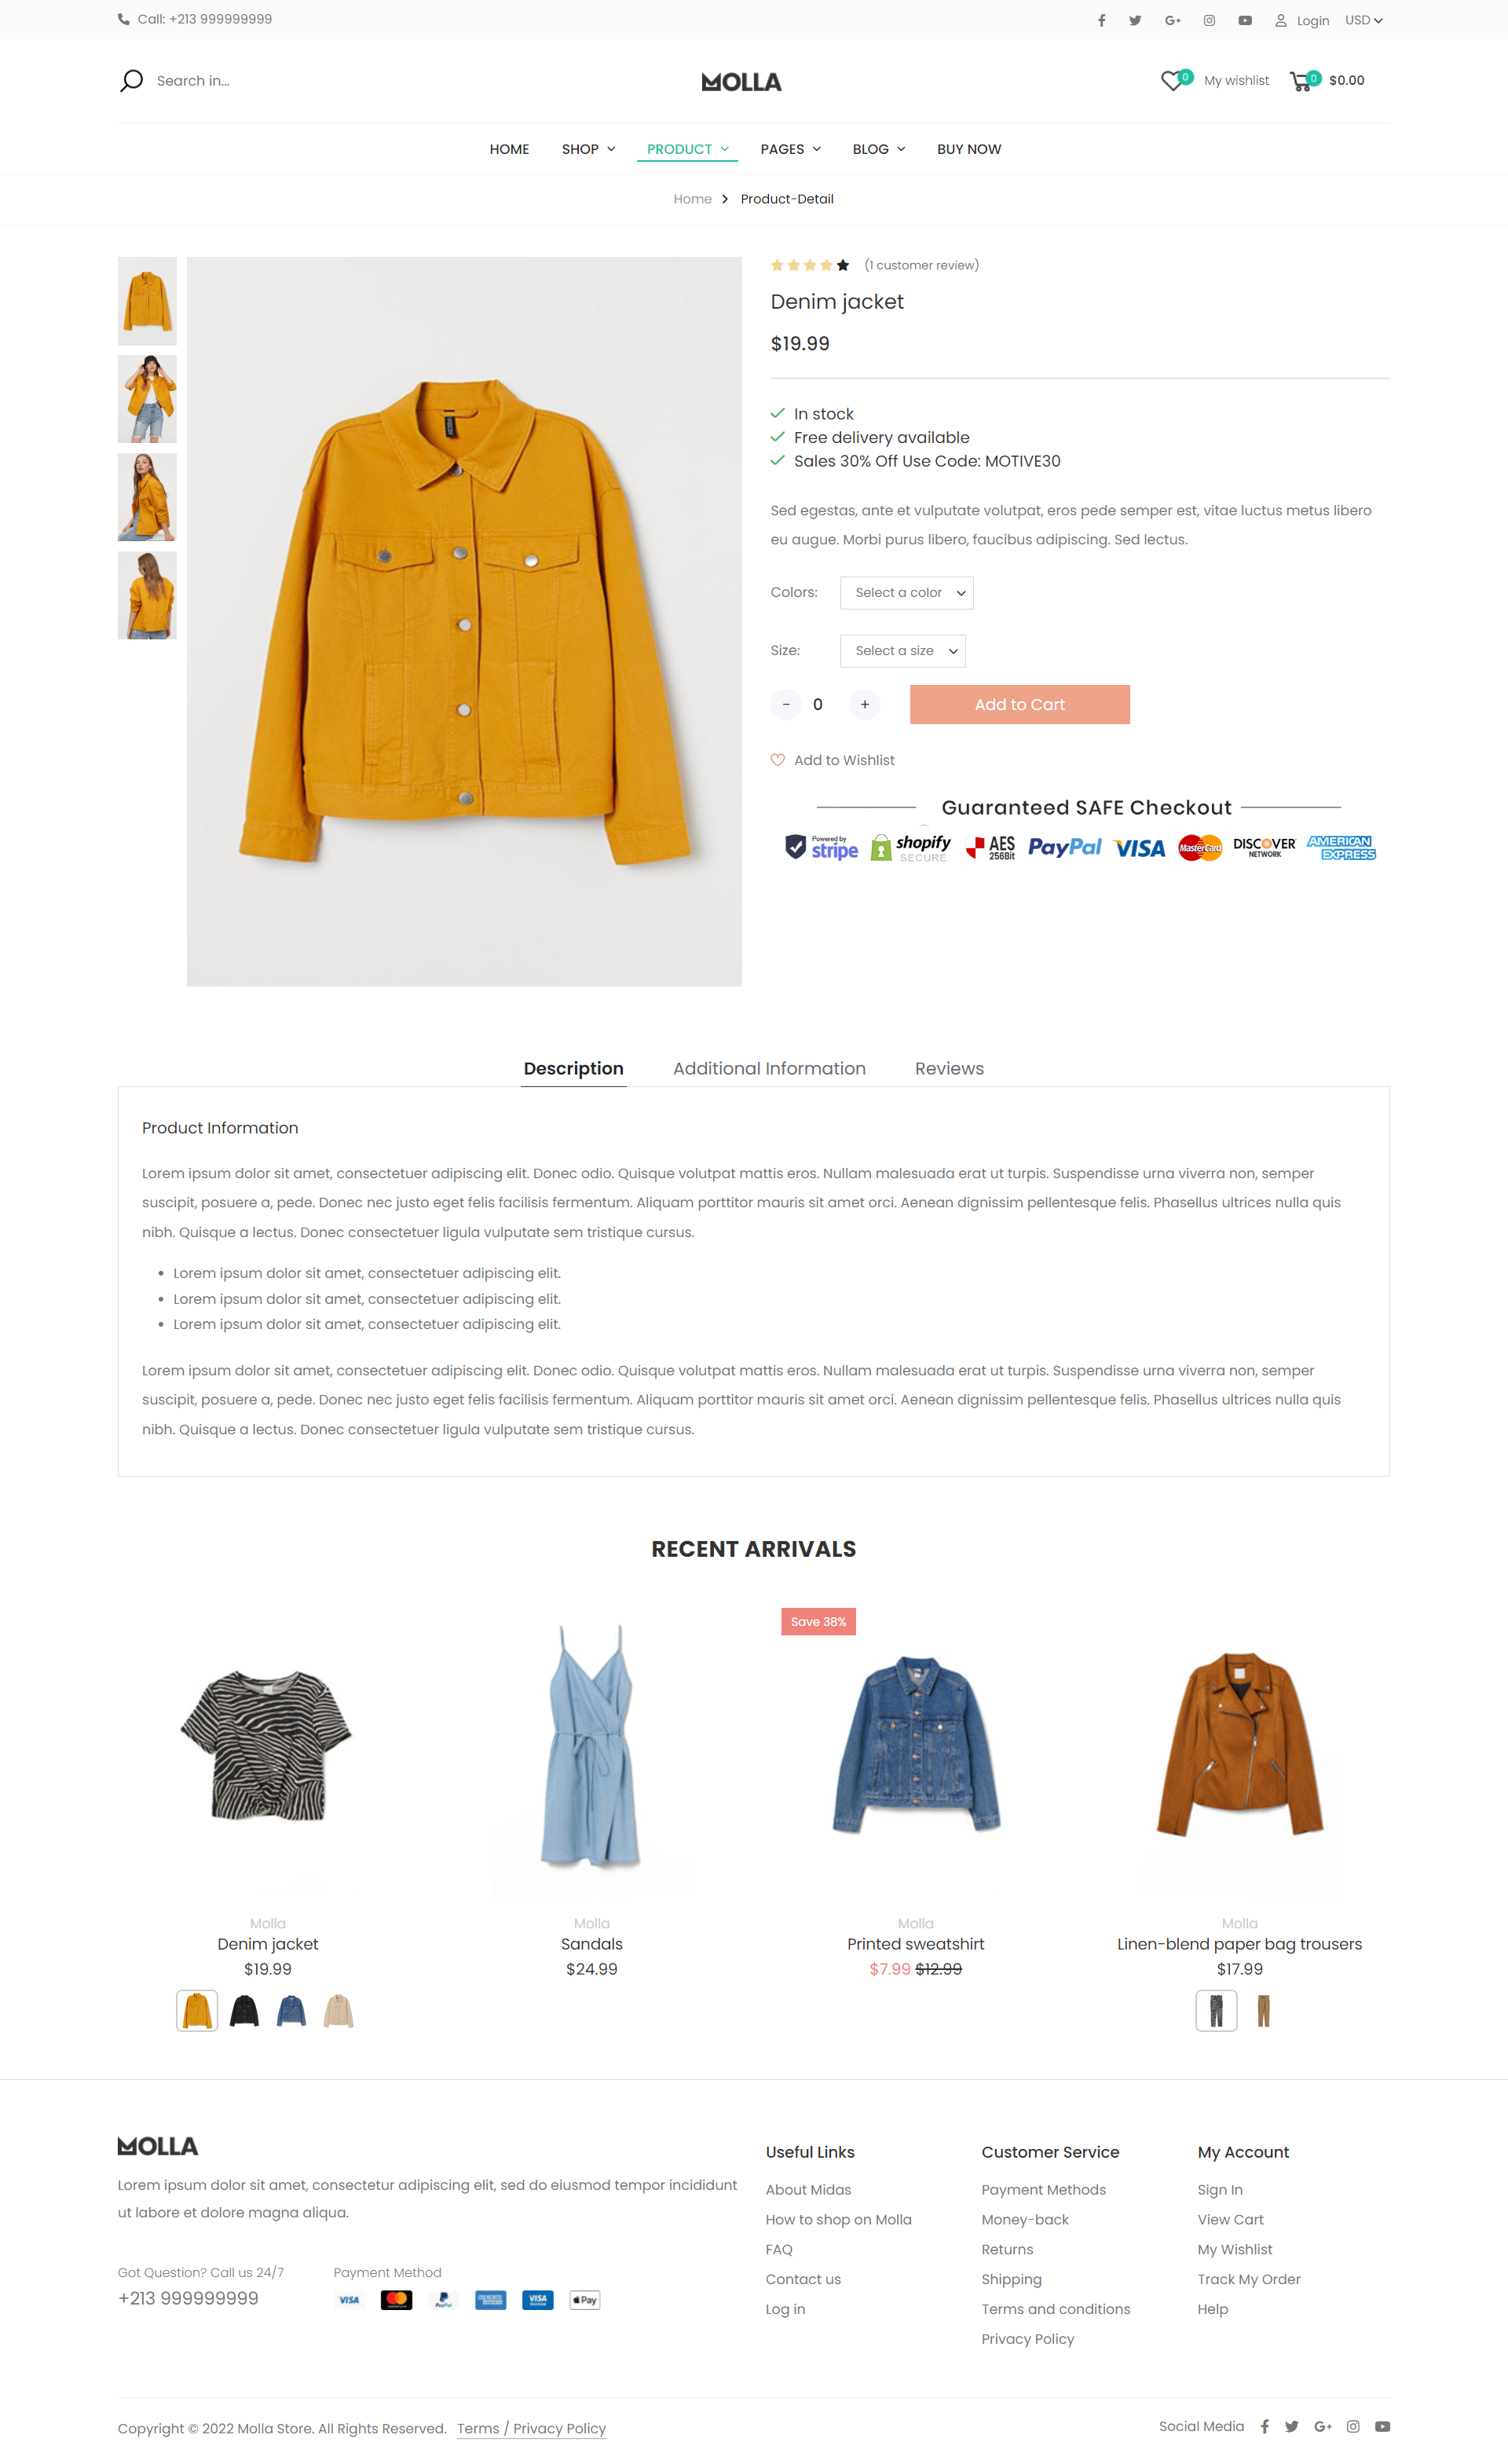 Call: +213 999999999
Login USD
Search in...
MOLLA
0 My wishlist 0 $0.00
HOME SHOP PRODUCT PAGES BLOG BUY NOW
Home Product-Detail
(1 customer review)
Denim jacket
$19.99
In stock
Free delivery available
Sales 30% Off Use Code: MOTIVE30
Sed egestas, ante et vulputate volutpat, eros pede semper est, vitae luctus metus libero
eu augue. Morbi purus libero, faucibus adipiscing. Sed lectus.
Colors: Select a color
Size: Select a size
- 0 + Add to Cart
Add to Wishlist
Guaranteed SAFE Checkout
Powered by stripe shopify SECURE AES 256Bit PayPal VISA MasterCard DISCOVER NETWORK AMERICAN EXPRESS
Description Additional Information Reviews
Product Information
Lorem ipsum dolor sit amet, consectetuer adipiscing elit. Donec odio. Quisque volutpat mattis eros. Nullam malesuada erat ut turpis. Suspendisse urna viverra non, semper
suscipit, posuere a, pede. Donec nec justo eget felis facilisis fermentum. Aliquam porttitor mauris sit amet orci. Aenean dignissim pellentesque felis. Phasellus ultrices nulla quis
nibh. Quisque a lectus. Donec consectetuer ligula vulputate sem tristique cursus.
• Lorem ipsum dolor sit amet, consectetuer adipiscing elit.
• Lorem ipsum dolor sit amet, consectetuer adipiscing elit.
• Lorem ipsum dolor sit amet, consectetuer adipiscing elit.
Lorem ipsum dolor sit amet, consectetuer adipiscing elit. Donec odio. Quisque volutpat mattis eros. Nullam malesuada erat ut turpis. Suspendisse urna viverra non, semper
suscipit, posuere a, pede. Donec nec justo eget felis facilisis fermentum. Aliquam porttitor mauris sit amet orci. Aenean dignissim pellentesque felis. Phasellus ultrices nulla quis
nibh. Quisque a lectus. Donec consectetuer ligula vulputate sem tristique cursus.
RECENT ARRIVALS
Save 38%
Molla Molla Molla Molla
Denim jacket Sandals Printed sweatshirt Linen-blend paper bag trousers
$19.99 $24.99 $7.99 $12.99 $17.99
MOLLA
Lorem ipsum dolor sit amet, consectetur adipiscing elit, sed do eiusmod tempor incididunt
ut labore et dolore magna aliqua.
Got Question? Call us 24/7
+213 999999999
Payment Method
VISA PayPal VISA Pay
Useful Links
About Midas
How to shop on Molla
FAQ
Contact us
Log in
Customer Service
Payment Methods
Money-back
Returns
Shipping
Terms and conditions
Privacy Policy
My Account
Sign In
View Cart
My Wishlist
Track My Order
Help
Copyright © 2022 Molla Store. All Rights Reserved. Terms / Privacy Policy
Social Media